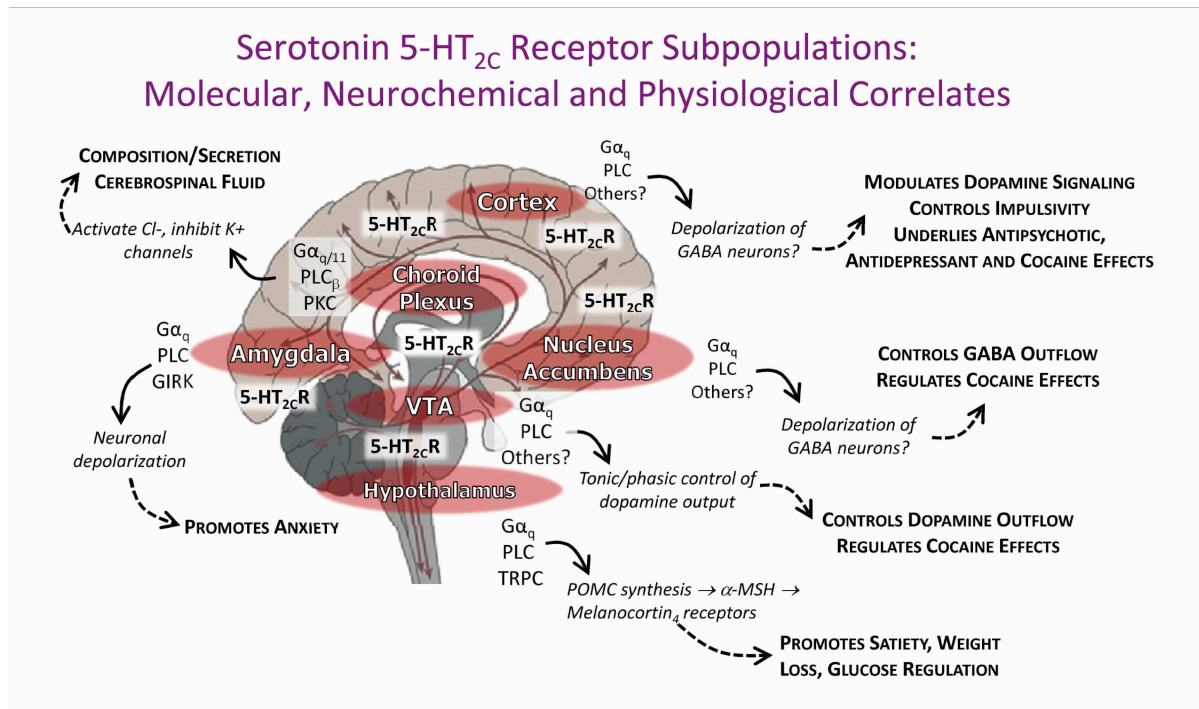 Serotonin 5-HT2C Receptor Subpopulations:
Molecular, Neurochemical and Physiological Correlates
COMPOSITION/SECRETION
CEREBROSPINAL FLUID
Activate Cl-, inhibit K+
channels
Gαq/11
PLCβ
PKC
Cortex
5-HT2CR
5-HT2CR
5-HT2CR
Gαq
PLC
Others?
Depolarization of
GABA neurons?
MODULATES DOPAMINE SIGNALING
CONTROLS IMPULSIVITY
UNDERLIES ANTIPSYCHOTIC,
ANTIDEPRESSANT AND COCAINE EFFECTS
Choroid
Plexus
5-HT2CR
Gαq
PLC
GIRK
Amygdala
5-HT2CR
Neuronal
depolarization
PROMOTES ANXIETY
Nucleus
Accumbens
Gαq
PLC
Others?
Depolarization of
GABA neurons?
CONTROLS GABA OUTFLOW
REGULATES COCAINE EFFECTS
VTA
5-HT2CR
Gαq
PLC
Others?
Tonic/phasic control of
dopamine output
CONTROLS DOPAMINE OUTFLOW
REGULATES COCAINE EFFECTS
Hypothalamus
Gαq
PLC
TRPC
POMC synthesis → α-MSH →
Melanocortin4 receptors
PROMOTES SATIETY, WEIGHT
LOSS, GLUCOSE REGULATION